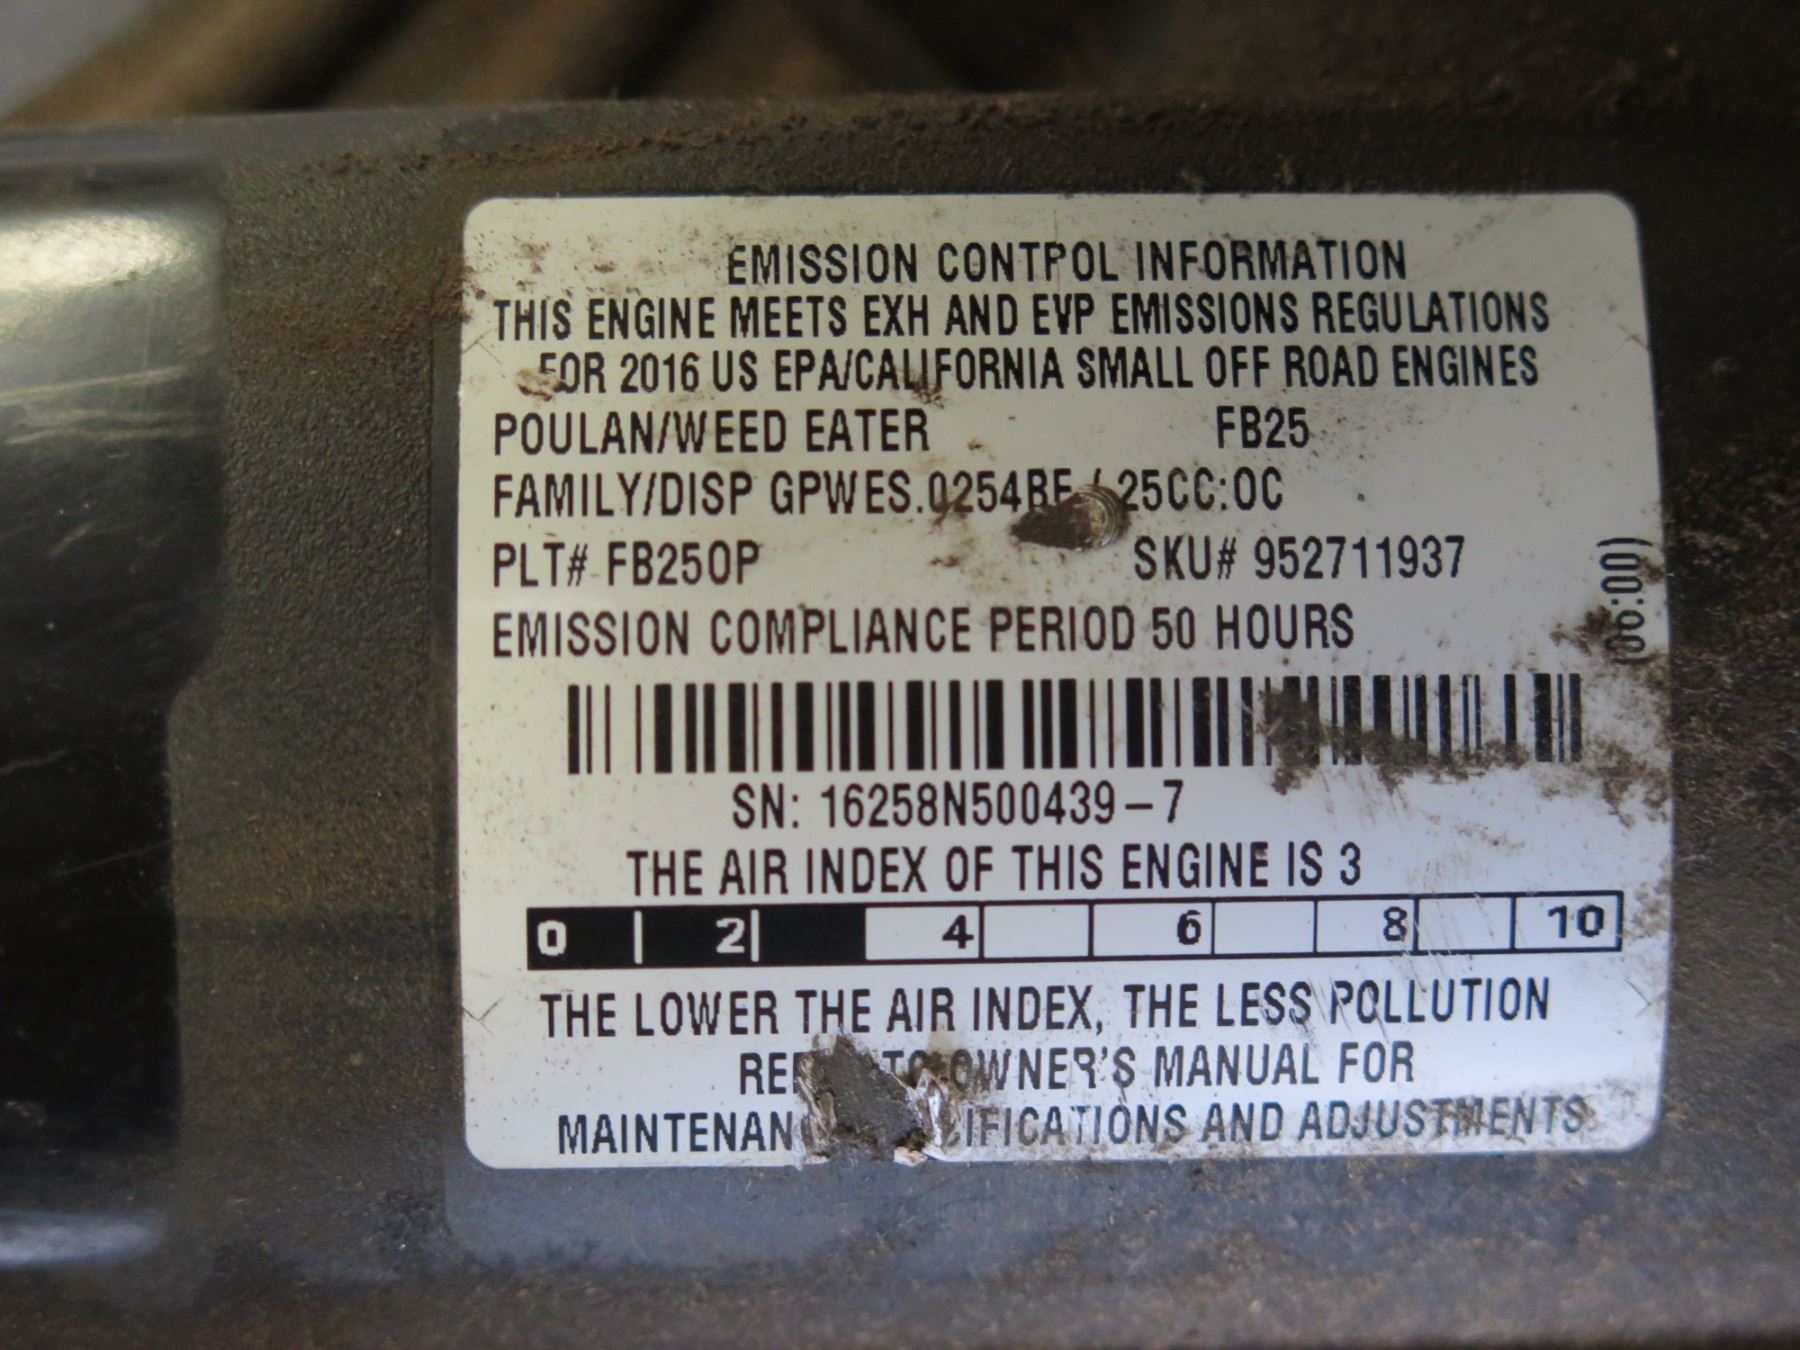 EMISSION CONTROL INFORMATION
THIS ENGINE MEETS EXH AND EVP EMISSIONS REGULATIONS
FOR 2016 US EPA/CALIFORNIA SMALL OFF ROAD ENGINES
POULAN/WEED EATER FB25
FAMILY/DISP GPWES.0254BE / 25CC:OC
PLT# FB25OP SKU# 952711937
(06:00)
EMISSION COMPLIANCE PERIOD 50 HOURS
SN: 16258N500439-7
THE AIR INDEX OF THIS ENGINE IS 3
0 2 4 6 8 10
THE LOWER THE AIR INDEX, THE LESS POLLUTION
TO OWNER'S MANUAL FOR
AND ADJUSTMENTS